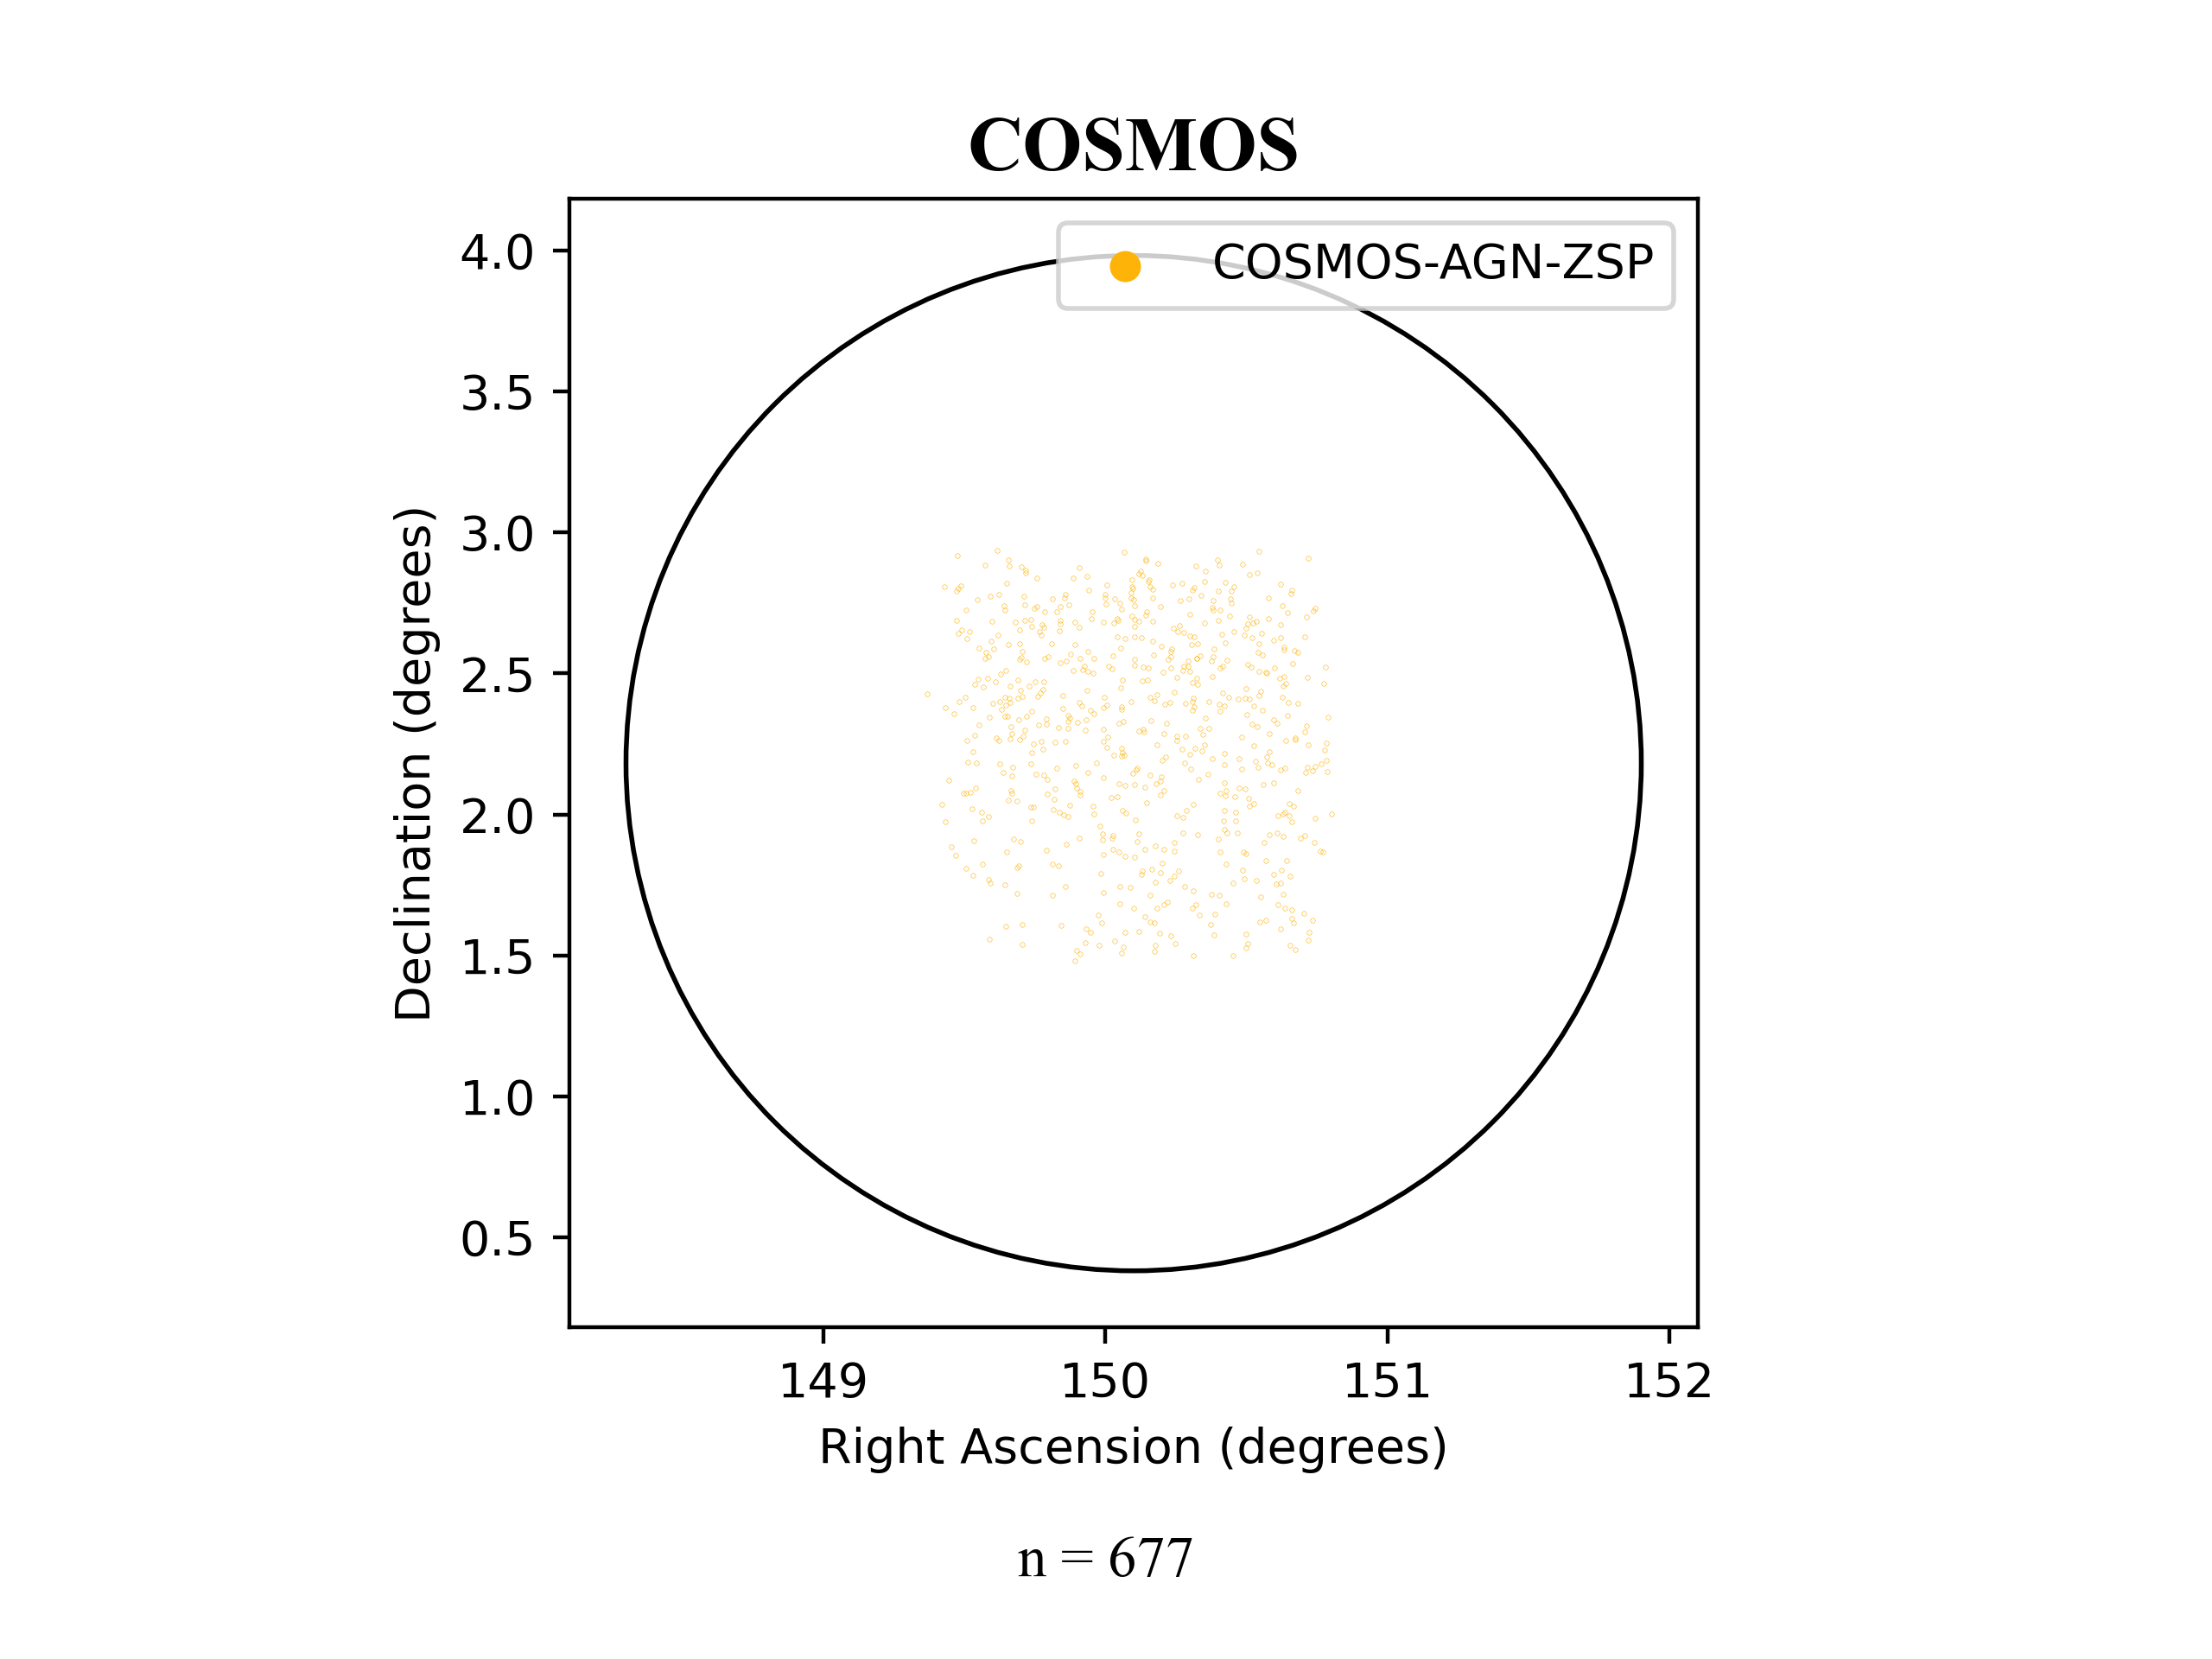 COSMOS
COSMOS-AGN-ZSP
4.0
3.5
3.0
2.5
2.0
1.5
1.0
0.5
Declination (degrees)
149 150 151 152
Right Ascension (degrees)
n = 677